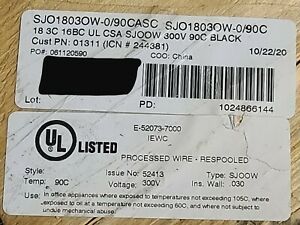 SJO1803OW-0/90CASC SJO1803OW-0/90C
18 3C 16BC UL CSA SJOOW 300V 90C BLACK
Cust PN: 01311 (ICN # 244381)
10/22/20
PO#: 061120590
COO: China
Lot:
PD:
1024866144
UL LISTED
E-52073-7000
IEWC
PROCESSED WIRE - RESPOOLED
Style:
Issue No: 52413
Type: SJOOW
Temp: 90C
Voltage: 300V
Ins. Wall: .030
Use: In office appliances where exposed to temperatures not exceeding 105C, where
exposed to oil at a temperature not exceeding 60C, and where not subject to
undue mechanical abuse.